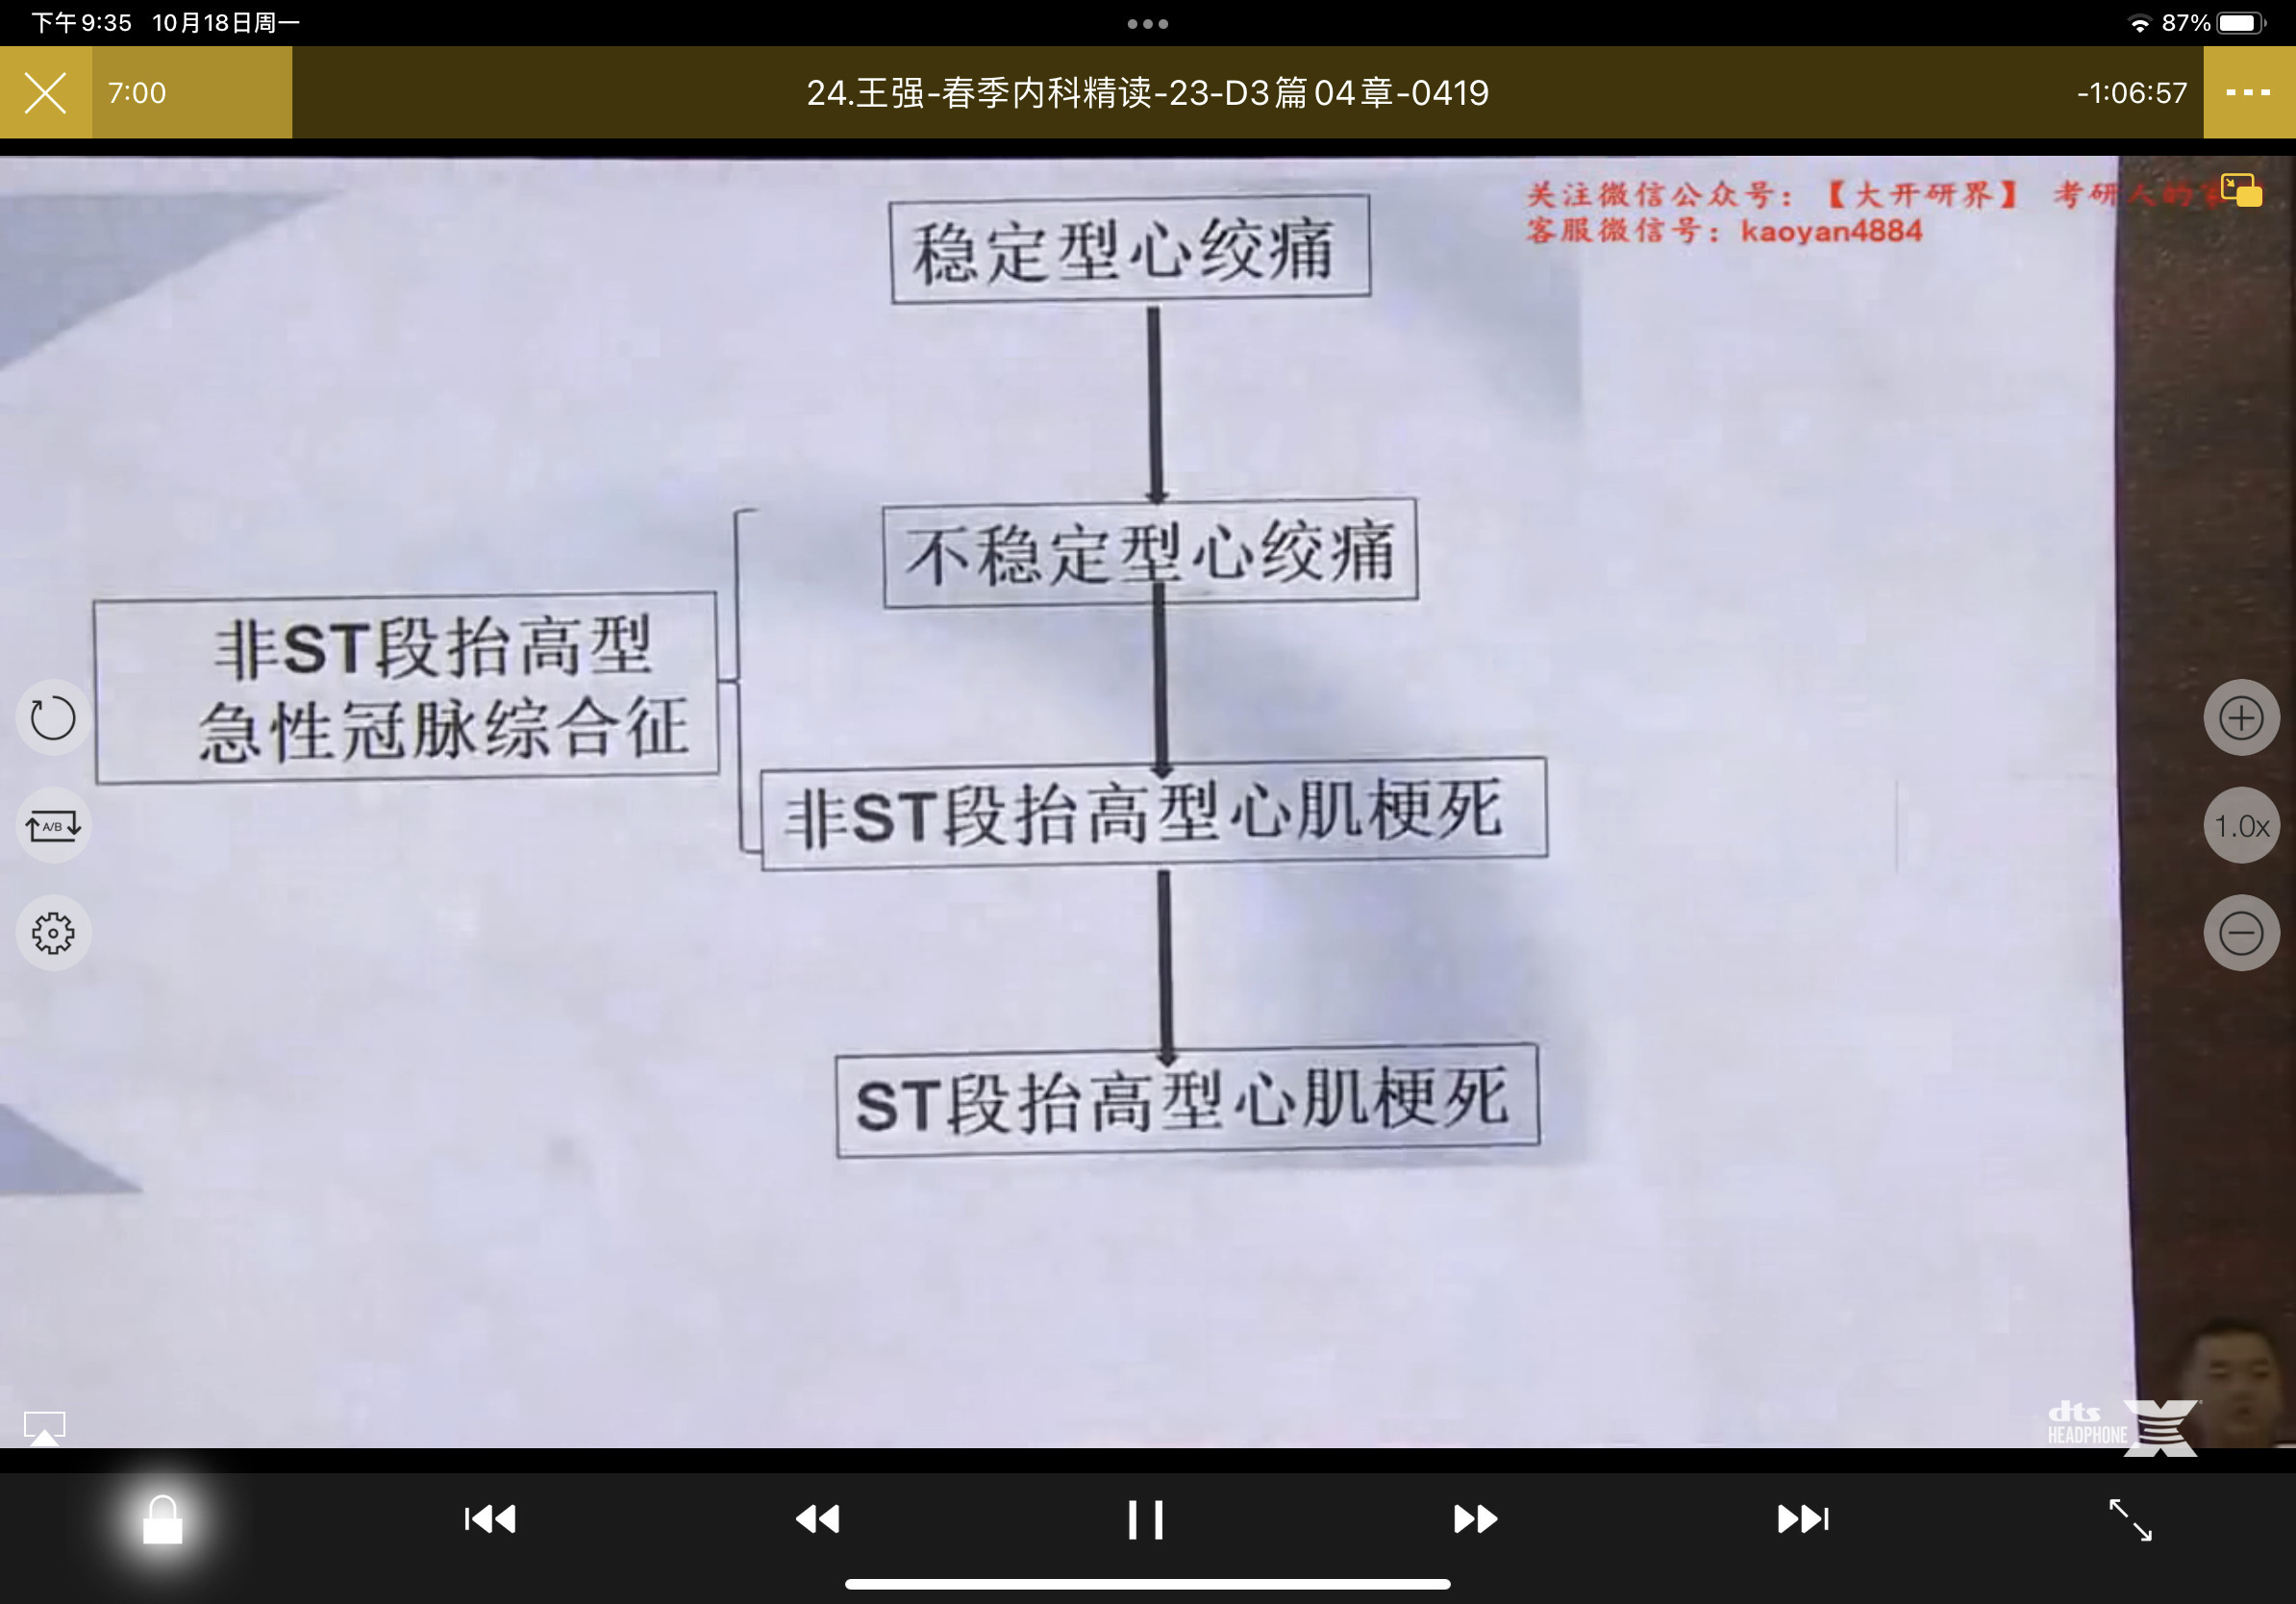 下午9:35 10月18日周一
87%
7:00
24.王强-春季内科精读-23-D3篇04章-0419
-1:06:57
关注微信公众号：【大开研界】 考研人的
客服微信号：kaoyan4884
稳定型心绞痛
不稳定型心绞痛
非ST段抬高型
急性冠脉综合征
非ST段抬高型心肌梗死
ST段抬高型心肌梗死
A/B
1.0x
dts
HEADPHONE X